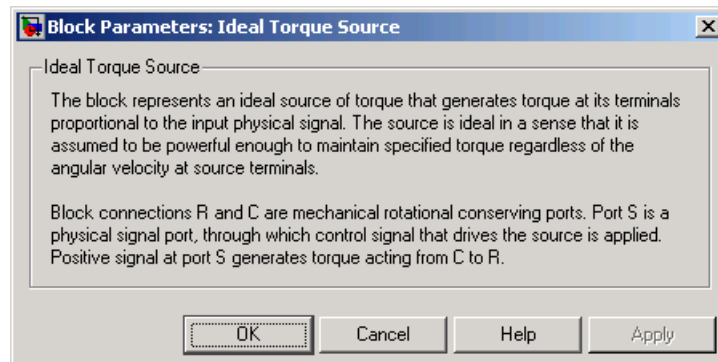 Block Parameters: Ideal Torque Source
Ideal Torque Source
The block represents an ideal source of torque that generates torque at its terminals
proportional to the input physical signal. The source is ideal in a sense that it is
assumed to be powerful enough to maintain specified torque regardless of the
angular velocity at source terminals.
Block connections R and C are mechanical rotational conserving ports. Port S is a
physical signal port, through which control signal that drives the source is applied.
Positive signal at port S generates torque acting from C to R.
OK Cancel Help Apply